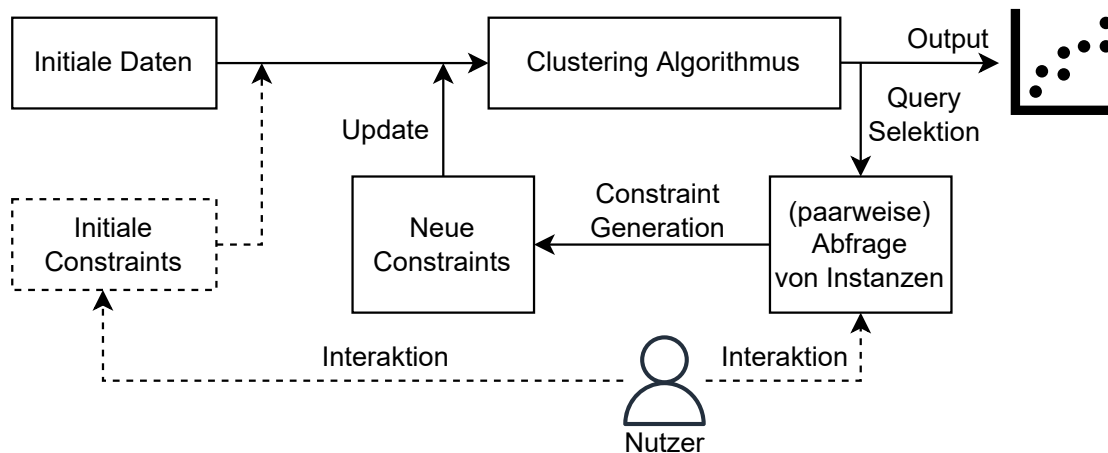 Initiale Daten
Clustering Algorithmus
Output
Query
Selektion
Update
Initiale
Constraints
Neue
Constraints
Constraint
Generation
(paarweise)
Abfrage
von Instanzen
Interaktion
Interaktion
Nutzer